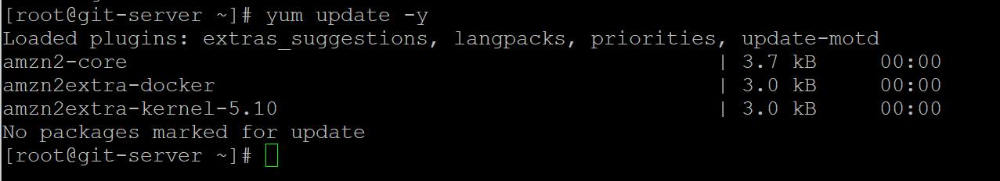 [root@git-server ~]# yum update -y
Loaded plugins: extras_suggestions, langpacks, priorities, update-motd
amzn2-core | 3.7 kB 00:00
amzn2extra-docker | 3.0 kB 00:00
amzn2extra-kernel-5.10 | 3.0 kB 00:00
No packages marked for update
[root@git-server ~]#